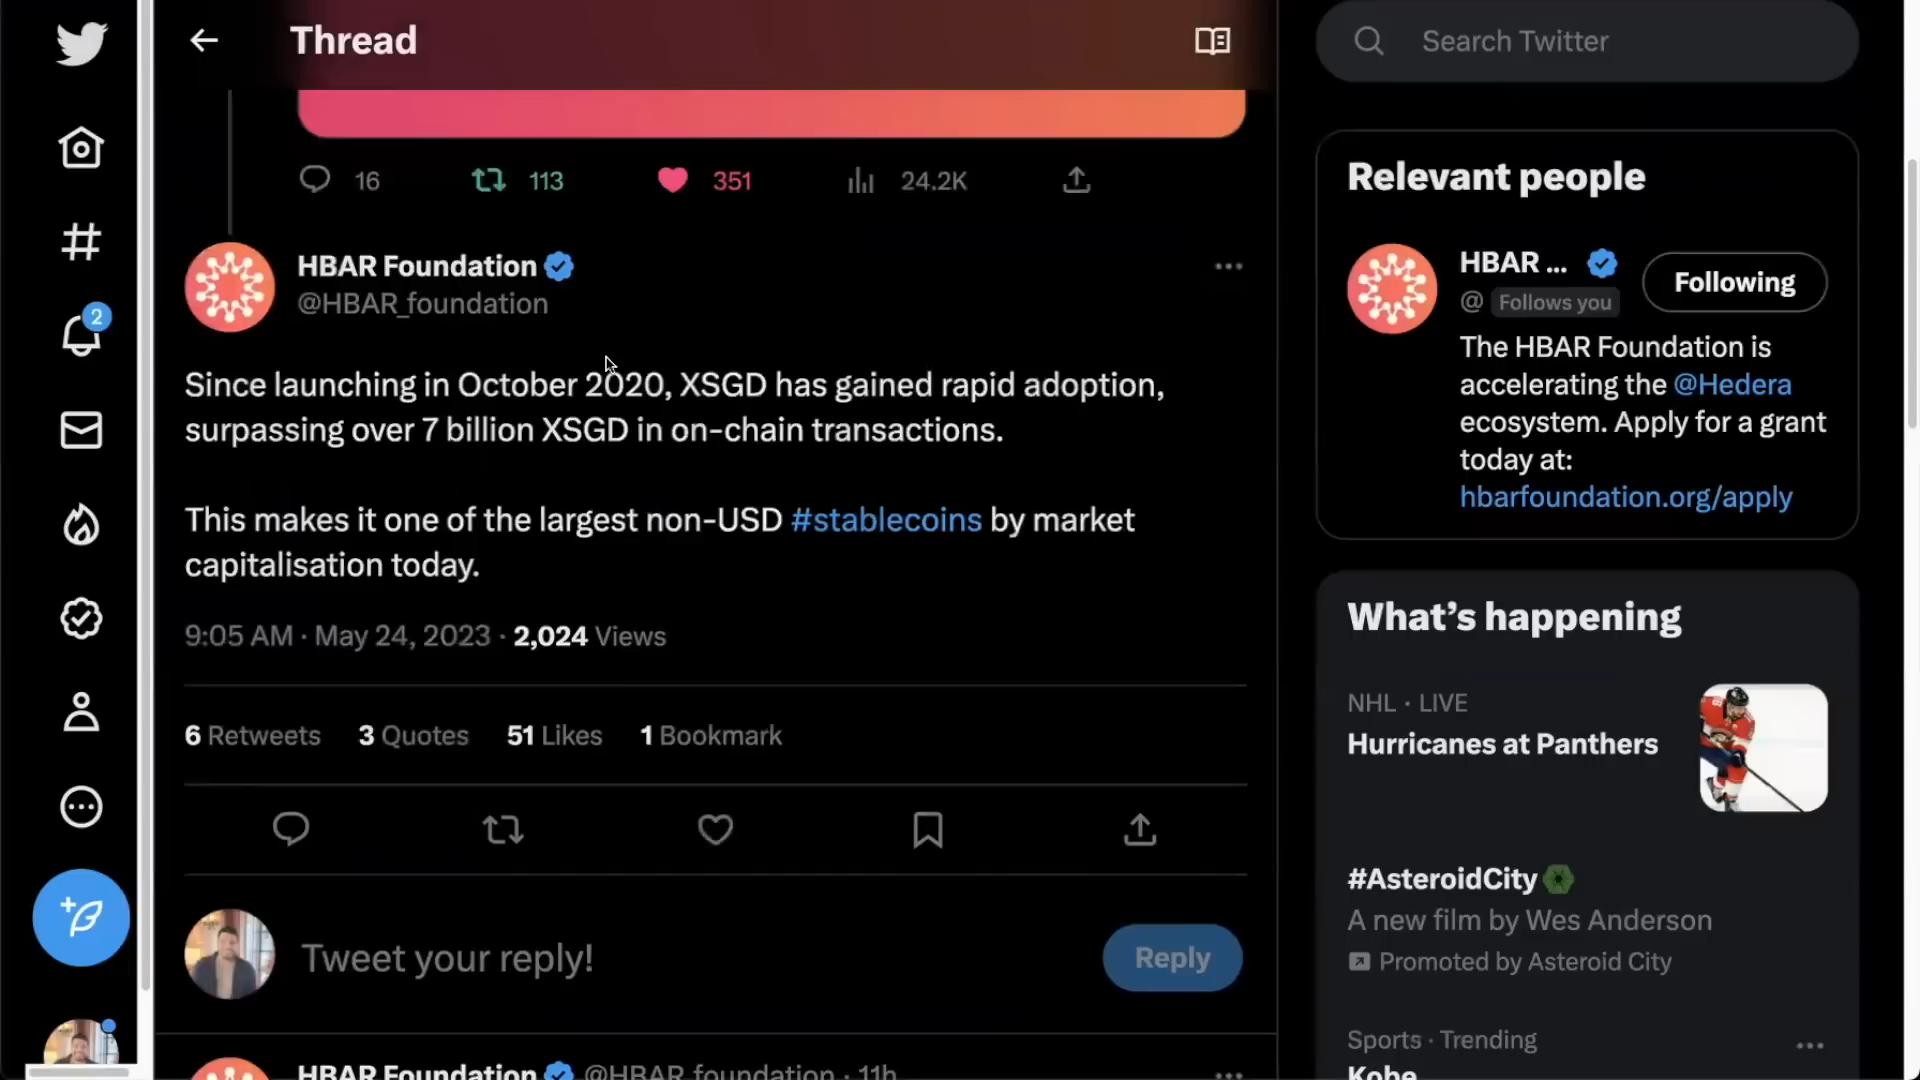 Thread
Search Twitter
16
113
351
24.2K
HBAR Foundation
@HBAR_foundation
Since launching in October 2020, XSGD has gained rapid adoption,
surpassing over 7 billion XSGD in on-chain transactions.
This makes it one of the largest non-USD #stablecoins by market
capitalisation today.
9:05 AM · May 24, 2023 · 2,024 Views
6 Retweets 3 Quotes 51 Likes 1 Bookmark
Tweet your reply!
Reply
HBAR Foundation @HBAR_foundation · 11h
2
Relevant people
HBAR ...
Following
@ Follows you
The HBAR Foundation is
accelerating the @Hedera
ecosystem. Apply for a grant
today at:
hbarfoundation.org/apply
What's happening
NHL · LIVE
Hurricanes at Panthers
#AsteroidCity
A new film by Wes Anderson
Promoted by Asteroid City
Sports · Trending
Kobe